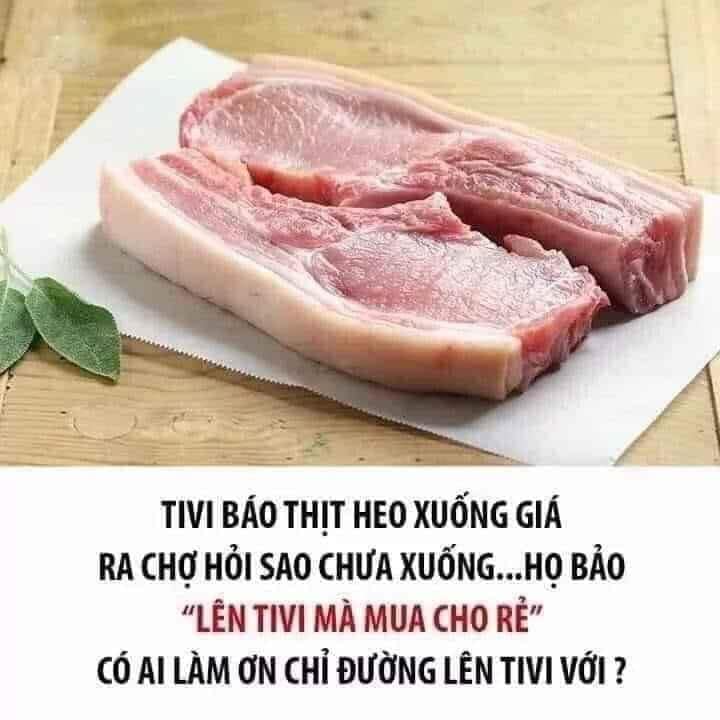 TIVI BÁO THỊT HEO XUỐNG GIÁ
RA CHỢ HỎI SAO CHƯA XUỐNG...HỌ BẢO
“LÊN TIVI MÀ MUA CHO RẺ”
CÓ AI LÀM ƠN CHỈ ĐƯỜNG LÊN TIVI VỚI ?